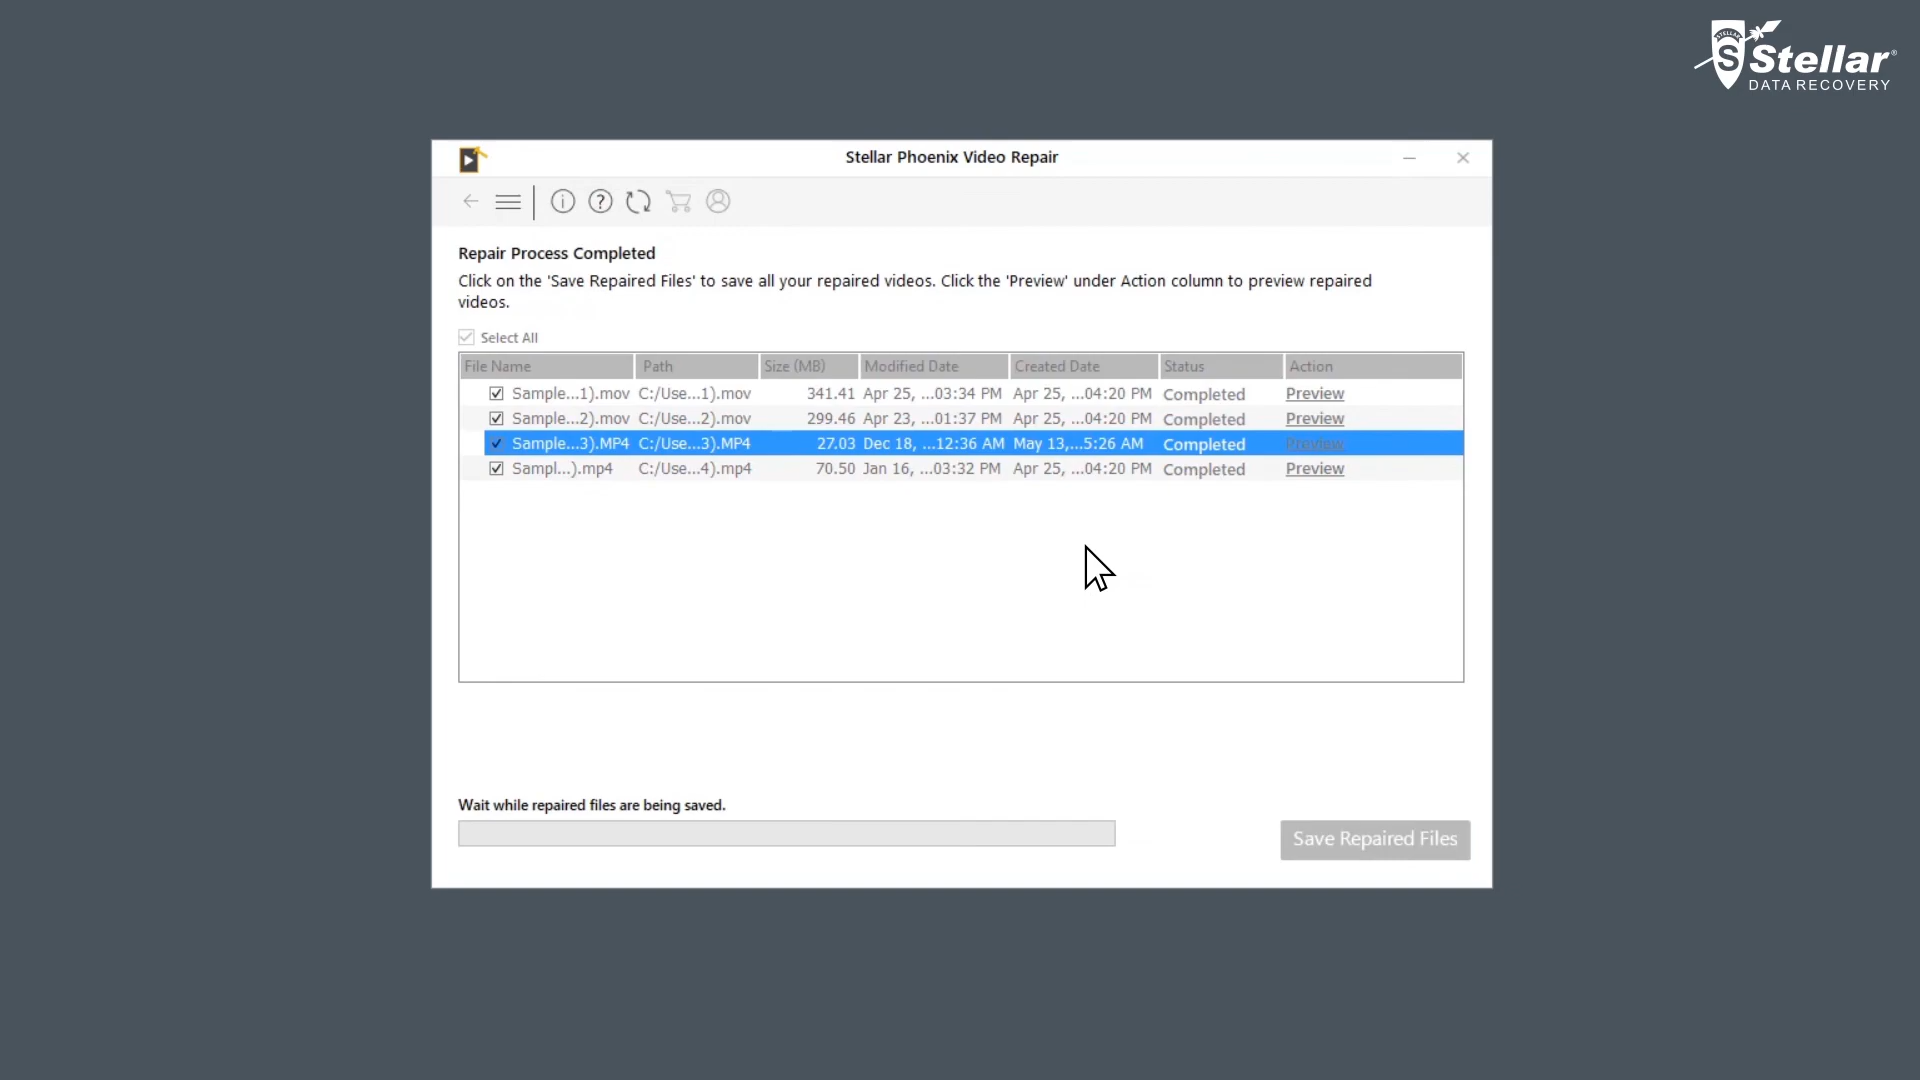 Stellar®
DATA RECOVERY
Stellar Phoenix Video Repair
Repair Process Completed
Click on the 'Save Repaired Files' to save all your repaired videos. Click the 'Preview' under Action column to preview repaired
videos.
Select All
File Name Path Size (MB) Modified Date Created Date Status Action
Sample...1).mov C:/Use...1).mov 341.41 Apr 25, ...03:34 PM Apr 25, ...04:20 PM Completed Preview
Sample...2).mov C:/Use...2).mov 299.46 Apr 23, ...01:37 PM Apr 25, ...04:20 PM Completed Preview
Sample...3).MP4 C:/Use...3).MP4 27.03 Dec 18, ...12:36 AM May 13,...5:26 AM Completed Preview
Sampl...).mp4 C:/Use...4).mp4 70.50 Jan 16, ...03:32 PM Apr 25, ...04:20 PM Completed Preview
Wait while repaired files are being saved.
Save Repaired Files